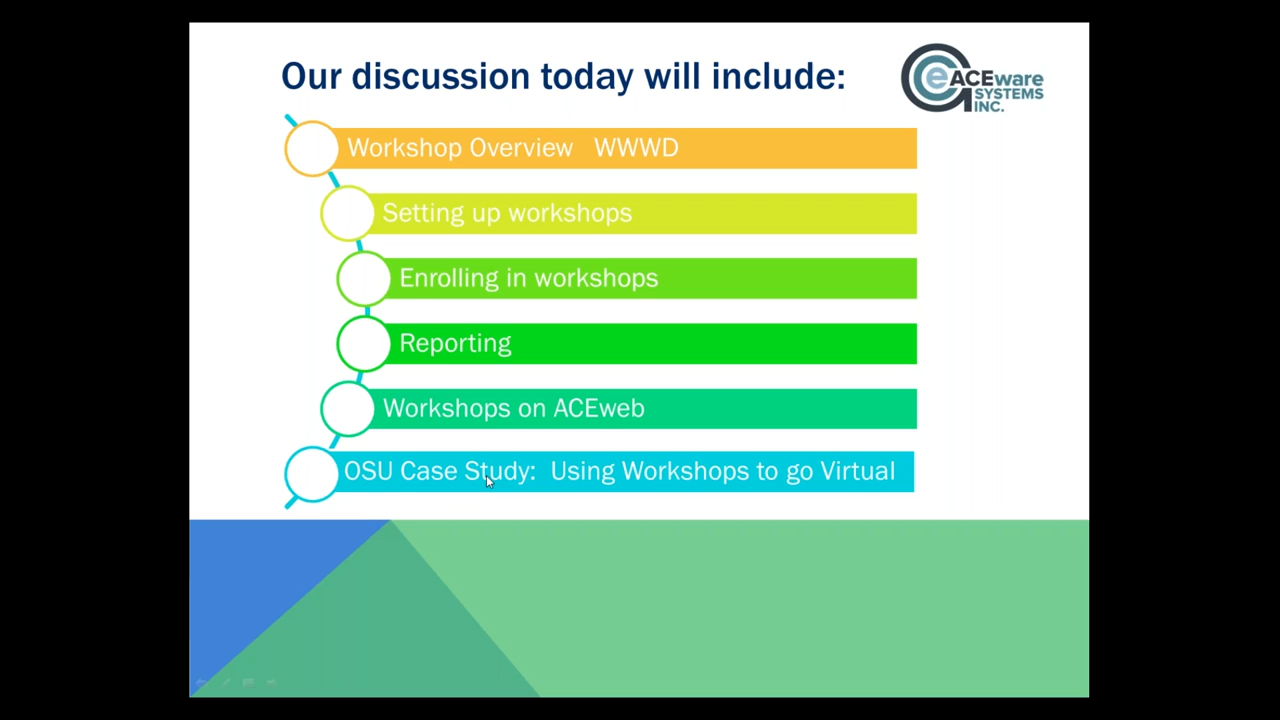 Our discussion today will include:
e ACEware
SYSTEMS
INC.
Workshop Overview WWWD
Setting up workshops
Enrolling in workshops
Reporting
Workshops on ACEweb
OSU Case Study: Using Workshops to go Virtual